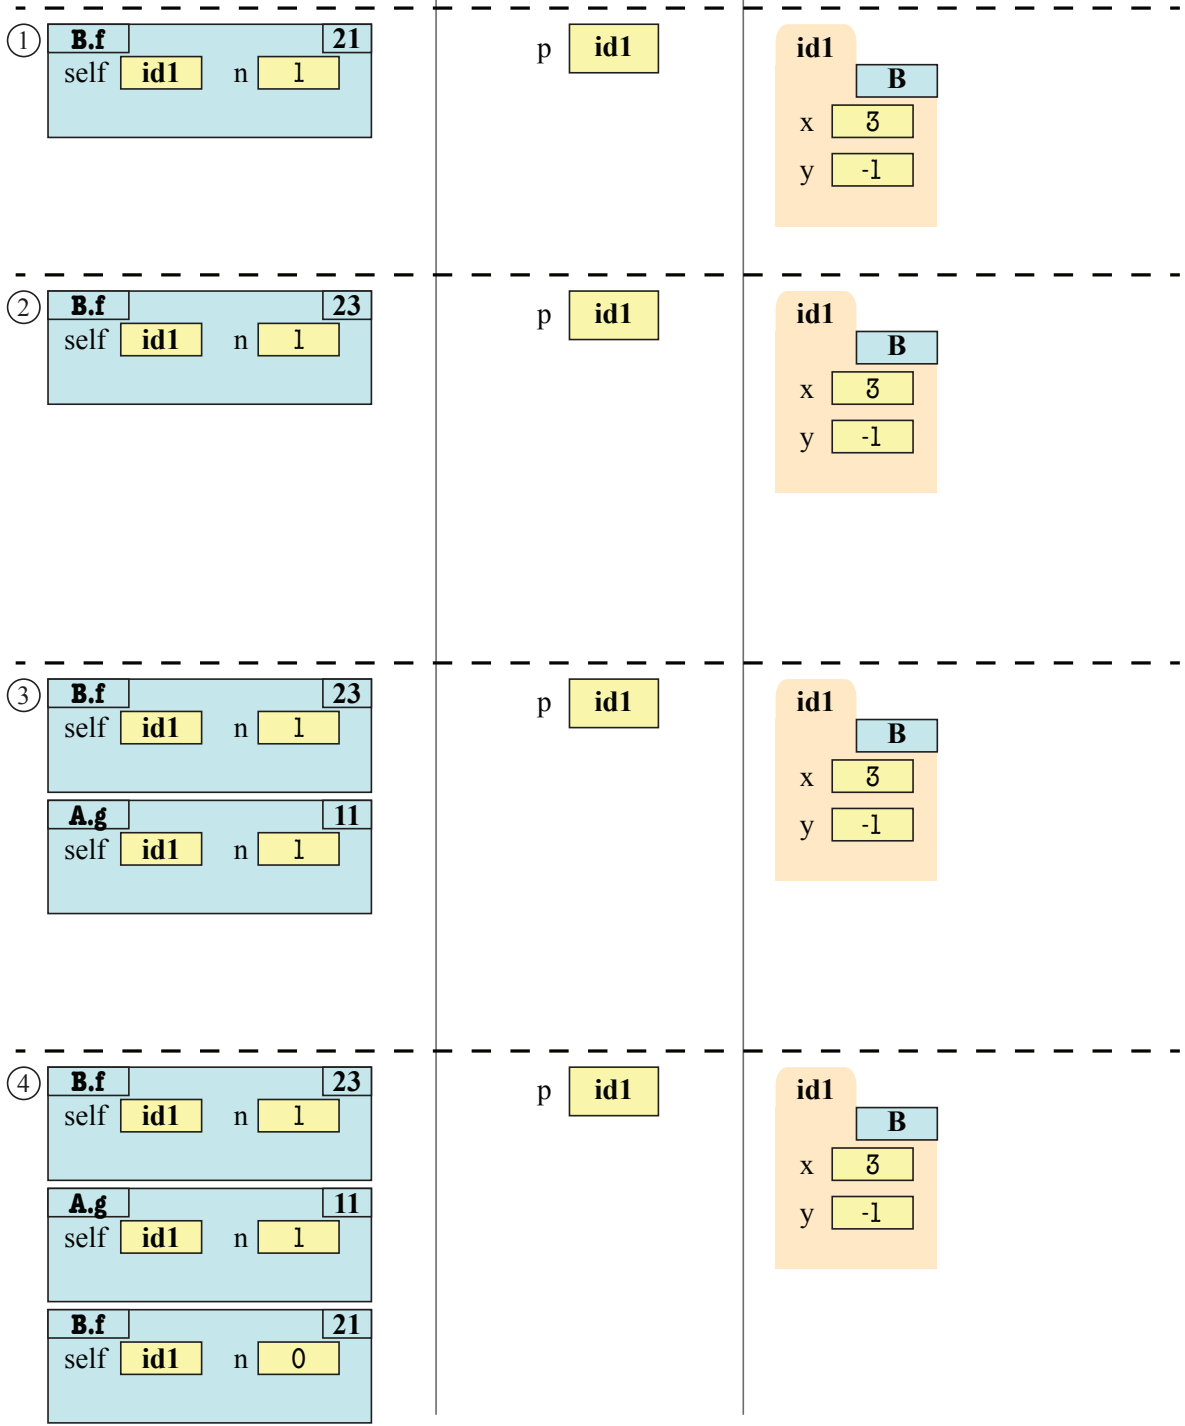 1 B.f 21 p id1 id1
self id1 n 1 B
x 3
y -1
2 B.f 23 p id1 id1
self id1 n 1 B
x 3
y -1
3 B.f 23 p id1 id1
self id1 n 1 B
x 3
A.g 11
y -1
self id1 n 1
4 B.f 23 p id1 id1
self id1 n 1 B
x 3
A.g 11
y -1
self id1 n 1
B.f 21
self id1 n 0